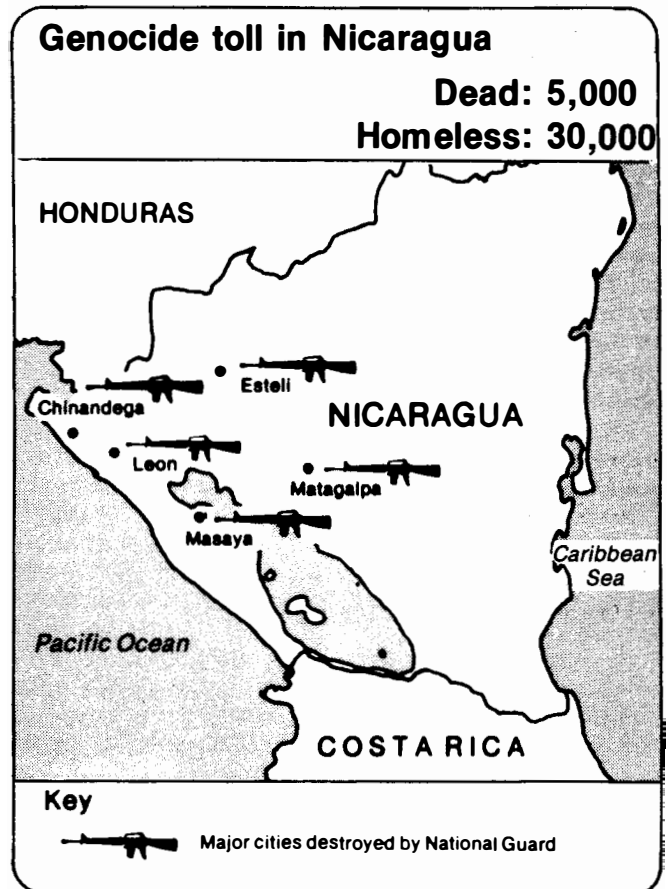 Genocide toll in Nicaragua
Dead: 5,000
Homeless: 30,000
HONDURAS
Esteli
Chinandega
NICARAGUA
Leon
Matagalpa
Masaya
Caribbean
Sea
Pacific Ocean
COSTA RICA
Key
Major cities destroyed by National Guard